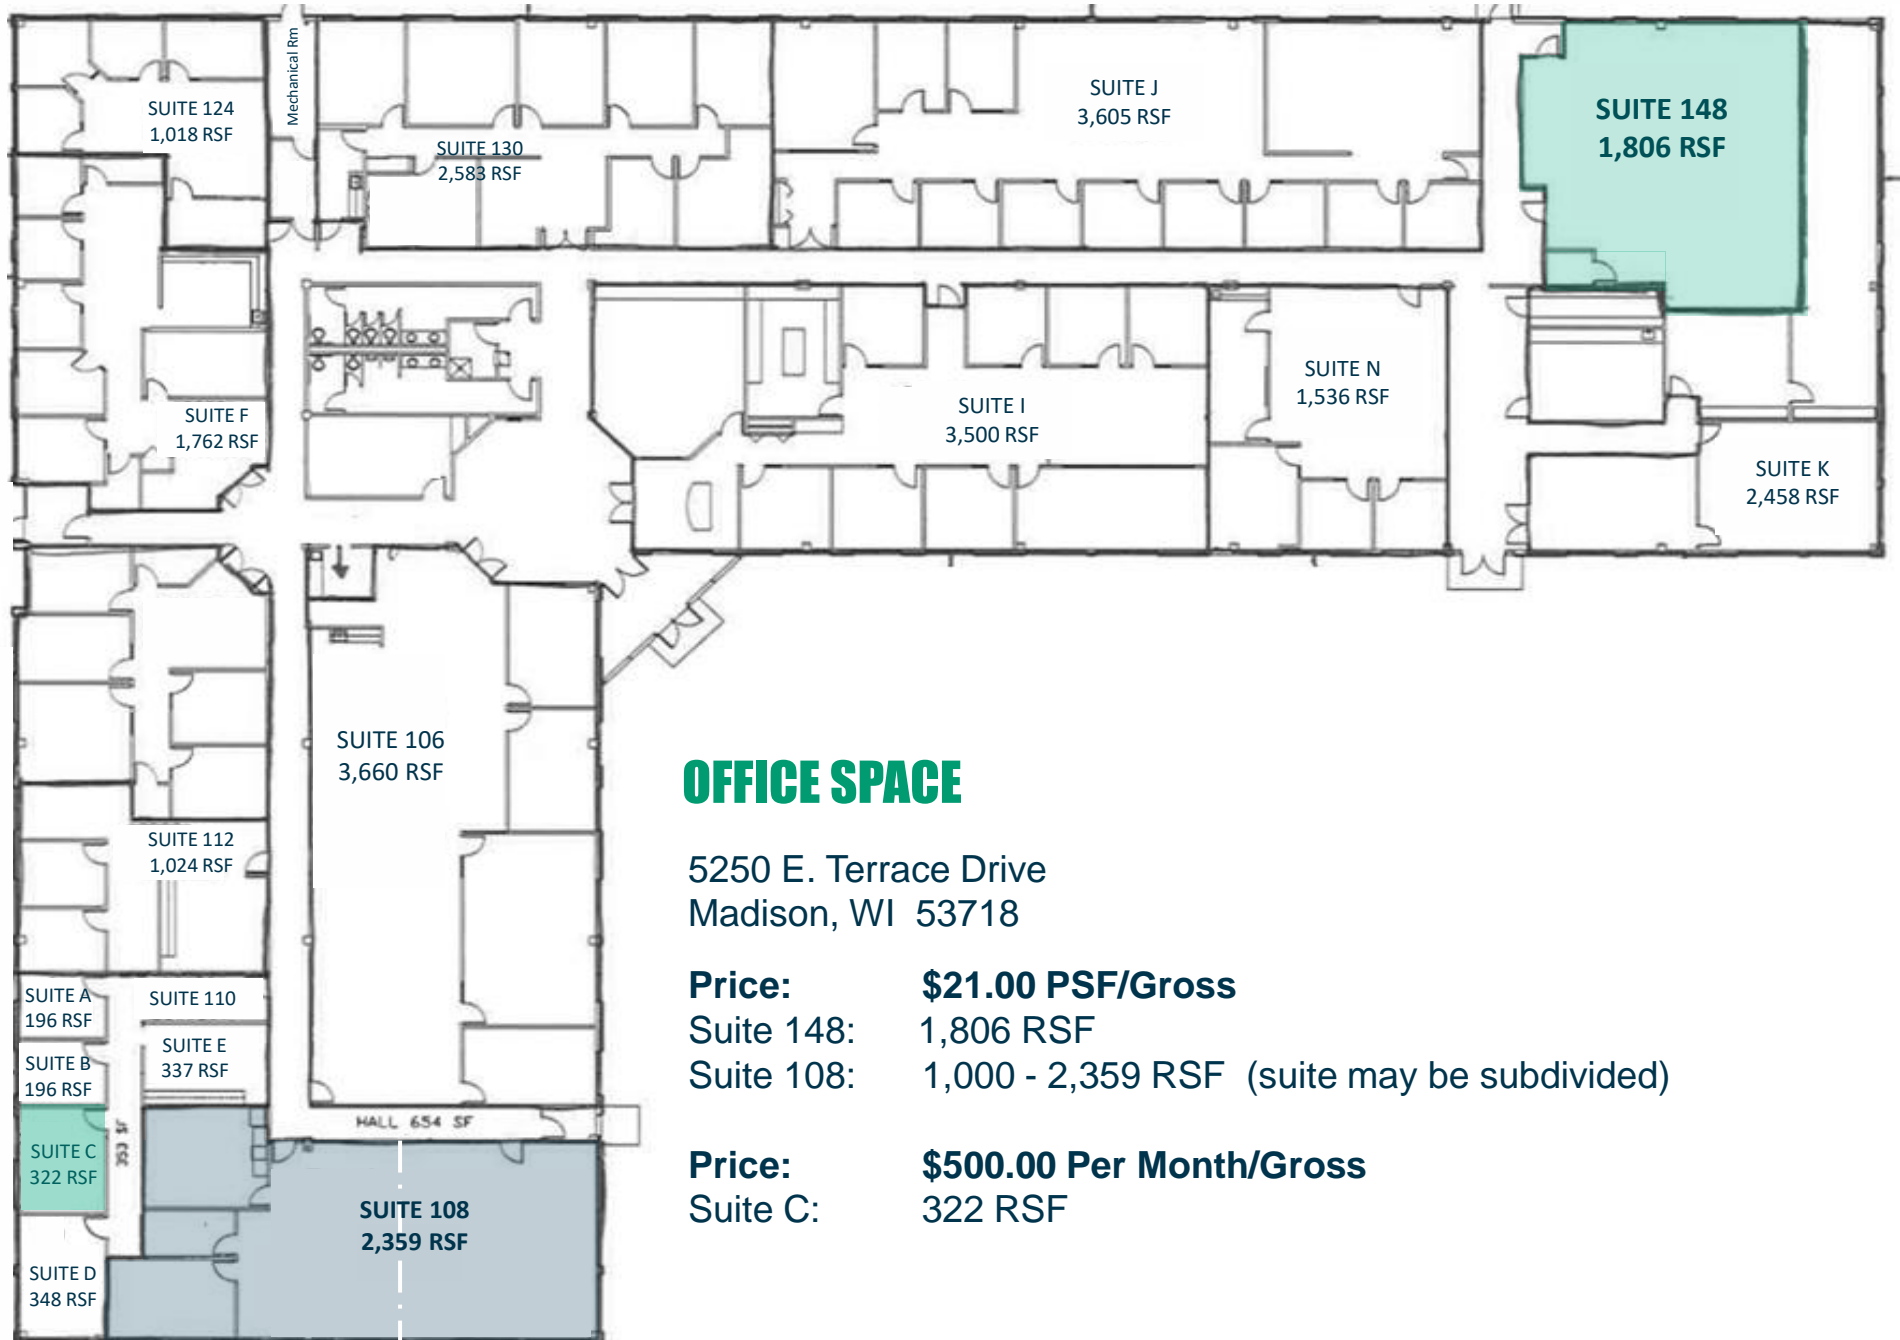 Mechanical Rm
SUITE 124
1,018 RSF
SUITE 130
2,583 RSF
SUITE J
3,605 RSF
SUITE 148
1,806 RSF
SUITE F
1,762 RSF
SUITE I
3,500 RSF
SUITE N
1,536 RSF
SUITE K
2,458 RSF
SUITE 106
3,660 RSF
SUITE 112
1,024 RSF
SUITE A
196 RSF
SUITE 110
SUITE B
196 RSF
SUITE E
337 RSF
SUITE C
322 RSF
353 SF
HALL 654 SF
SUITE 108
2,359 RSF
SUITE D
348 RSF
OFFICE SPACE
5250 E. Terrace Drive
Madison, WI 53718
Price: $21.00 PSF/Gross
Suite 148: 1,806 RSF
Suite 108: 1,000 - 2,359 RSF (suite may be subdivided)
Price: $500.00 Per Month/Gross
Suite C: 322 RSF